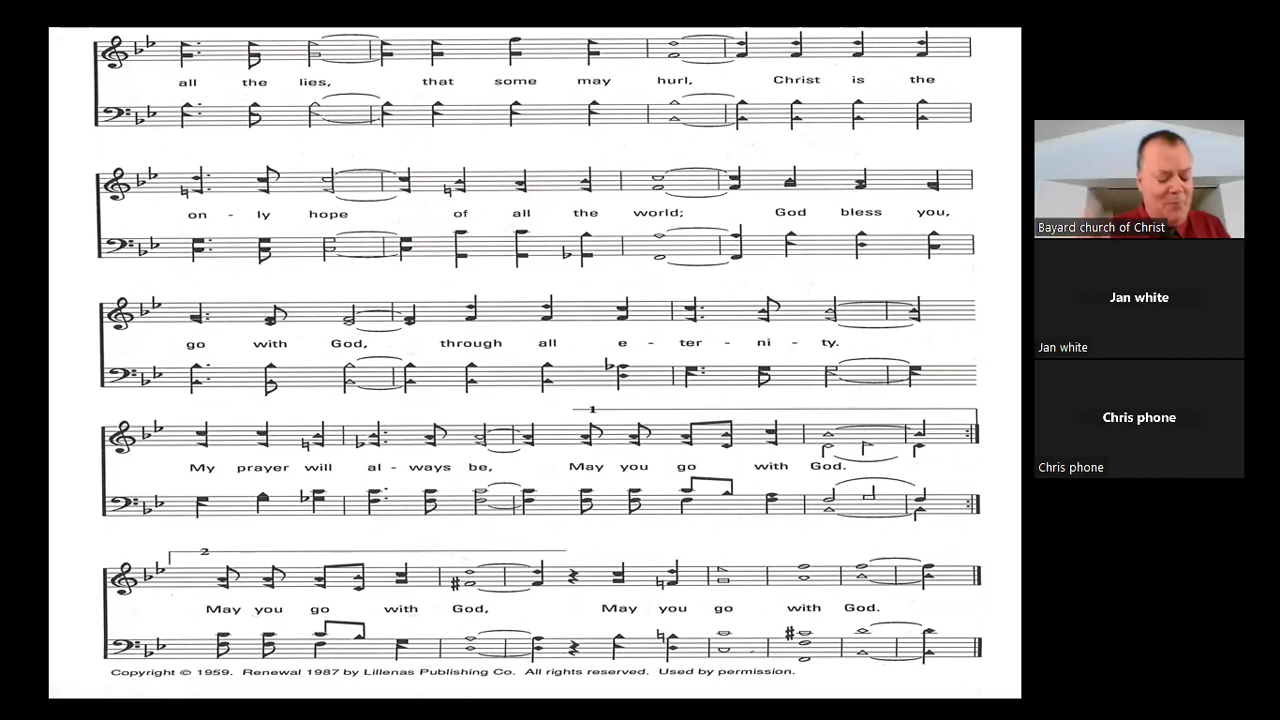 all the lies, that some may hurl, Christ is the
on - ly hope of all the world; God bless you,
go with God, through all e - ter - ni - ty.
1
My prayer will al - ways be, May you go with God.
2
May you go with God, May you go with God.
Copyright © 1959. Renewal 1987 by Lillenas Publishing Co. All rights reserved. Used by permission.
Bayard church of Christ
Jan white
Jan white
Chris phone
Chris phone